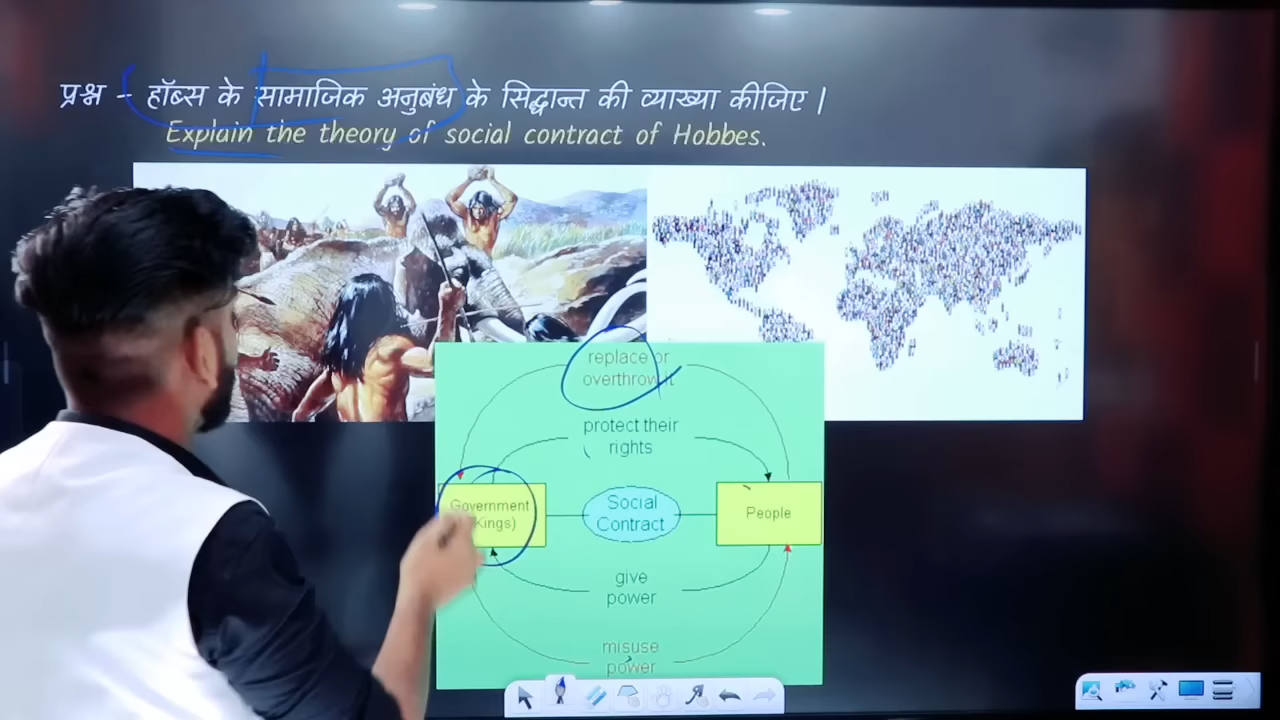 प्रश्न - हॉब्स के सामाजिक अनुबंध के सिद्धान्त की व्याख्या कीजिए |
Explain the theory of social contract of Hobbes.
replace or
overthrow it
protect their
rights
Government
(Kings)
Social
Contract
People
give
power
misuse
power